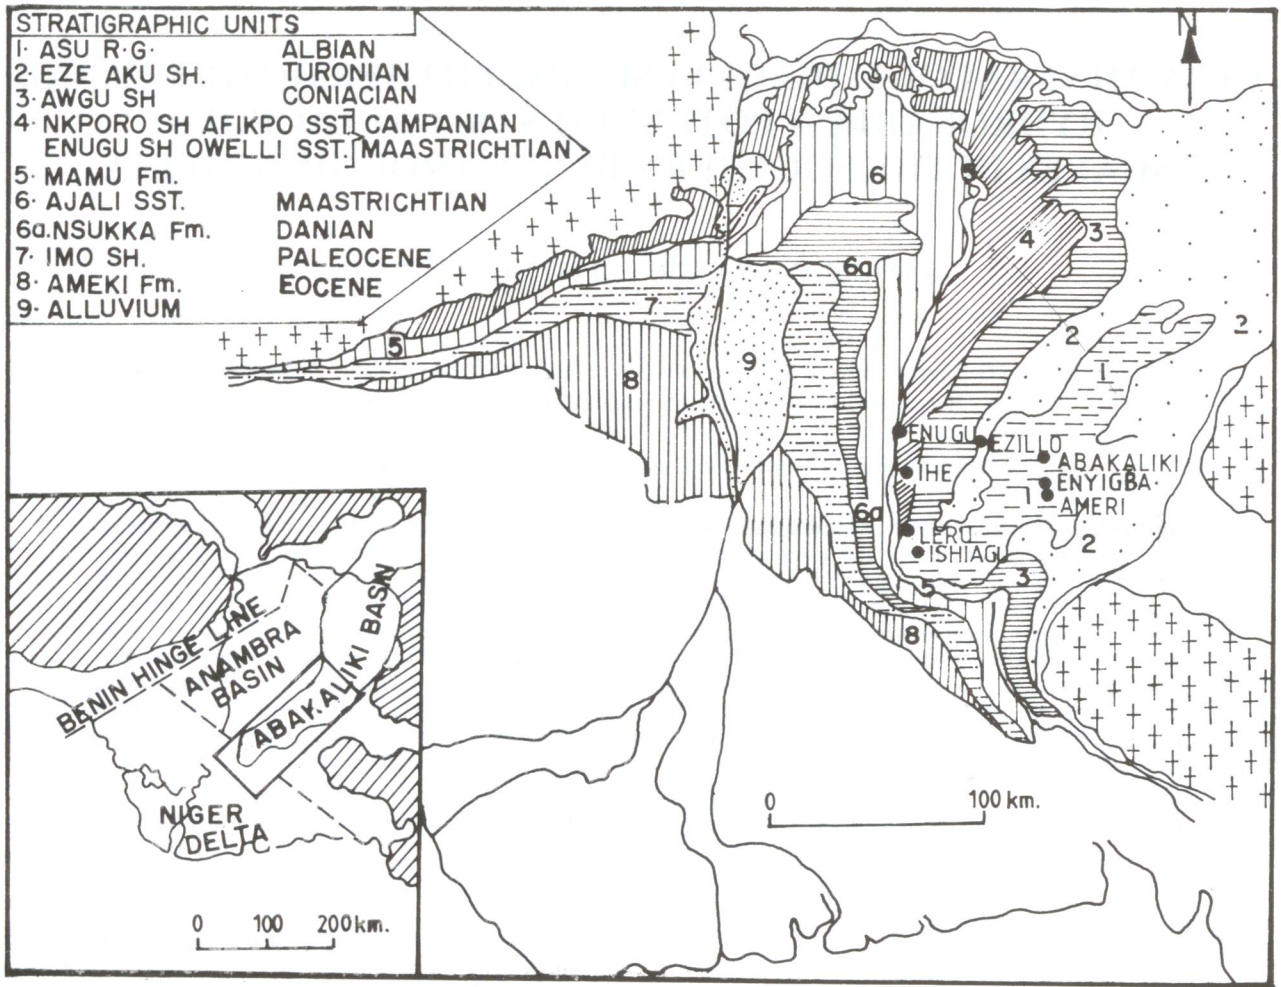 STRATIGRAPHIC UNITS
1· ASU R·G· ALBIAN
2· EZE AKU SH. TURONIAN
3· AWGU SH CONIACIAN
4· NKPORO SH AFIKPO SST. CAMPANIAN
ENUGU SH OWELLI SST. MAASTRICHTIAN
5· MAMU Fm.
6· AJALI SST. MAASTRICHTIAN
6a. NSUKKA Fm. DANIAN
7· IMO SH. PALEOCENE
8· AMEKI Fm. EOCENE
9· ALLUVIUM
N
6
5
4
3
6a
7
2
2
5
9
1
8
ENUGU
EZILLO
ABAKALIKI
IHE
ENYIGBA·
1
AMERI
6a
LERU
2
ISHIAGU
3
5
8
0 100 km.
BENIN HINGE LINE
ANAMBRA
BASIN
ABAKALIKI BASIN
NIGER
DELTA
0 100 200 km.